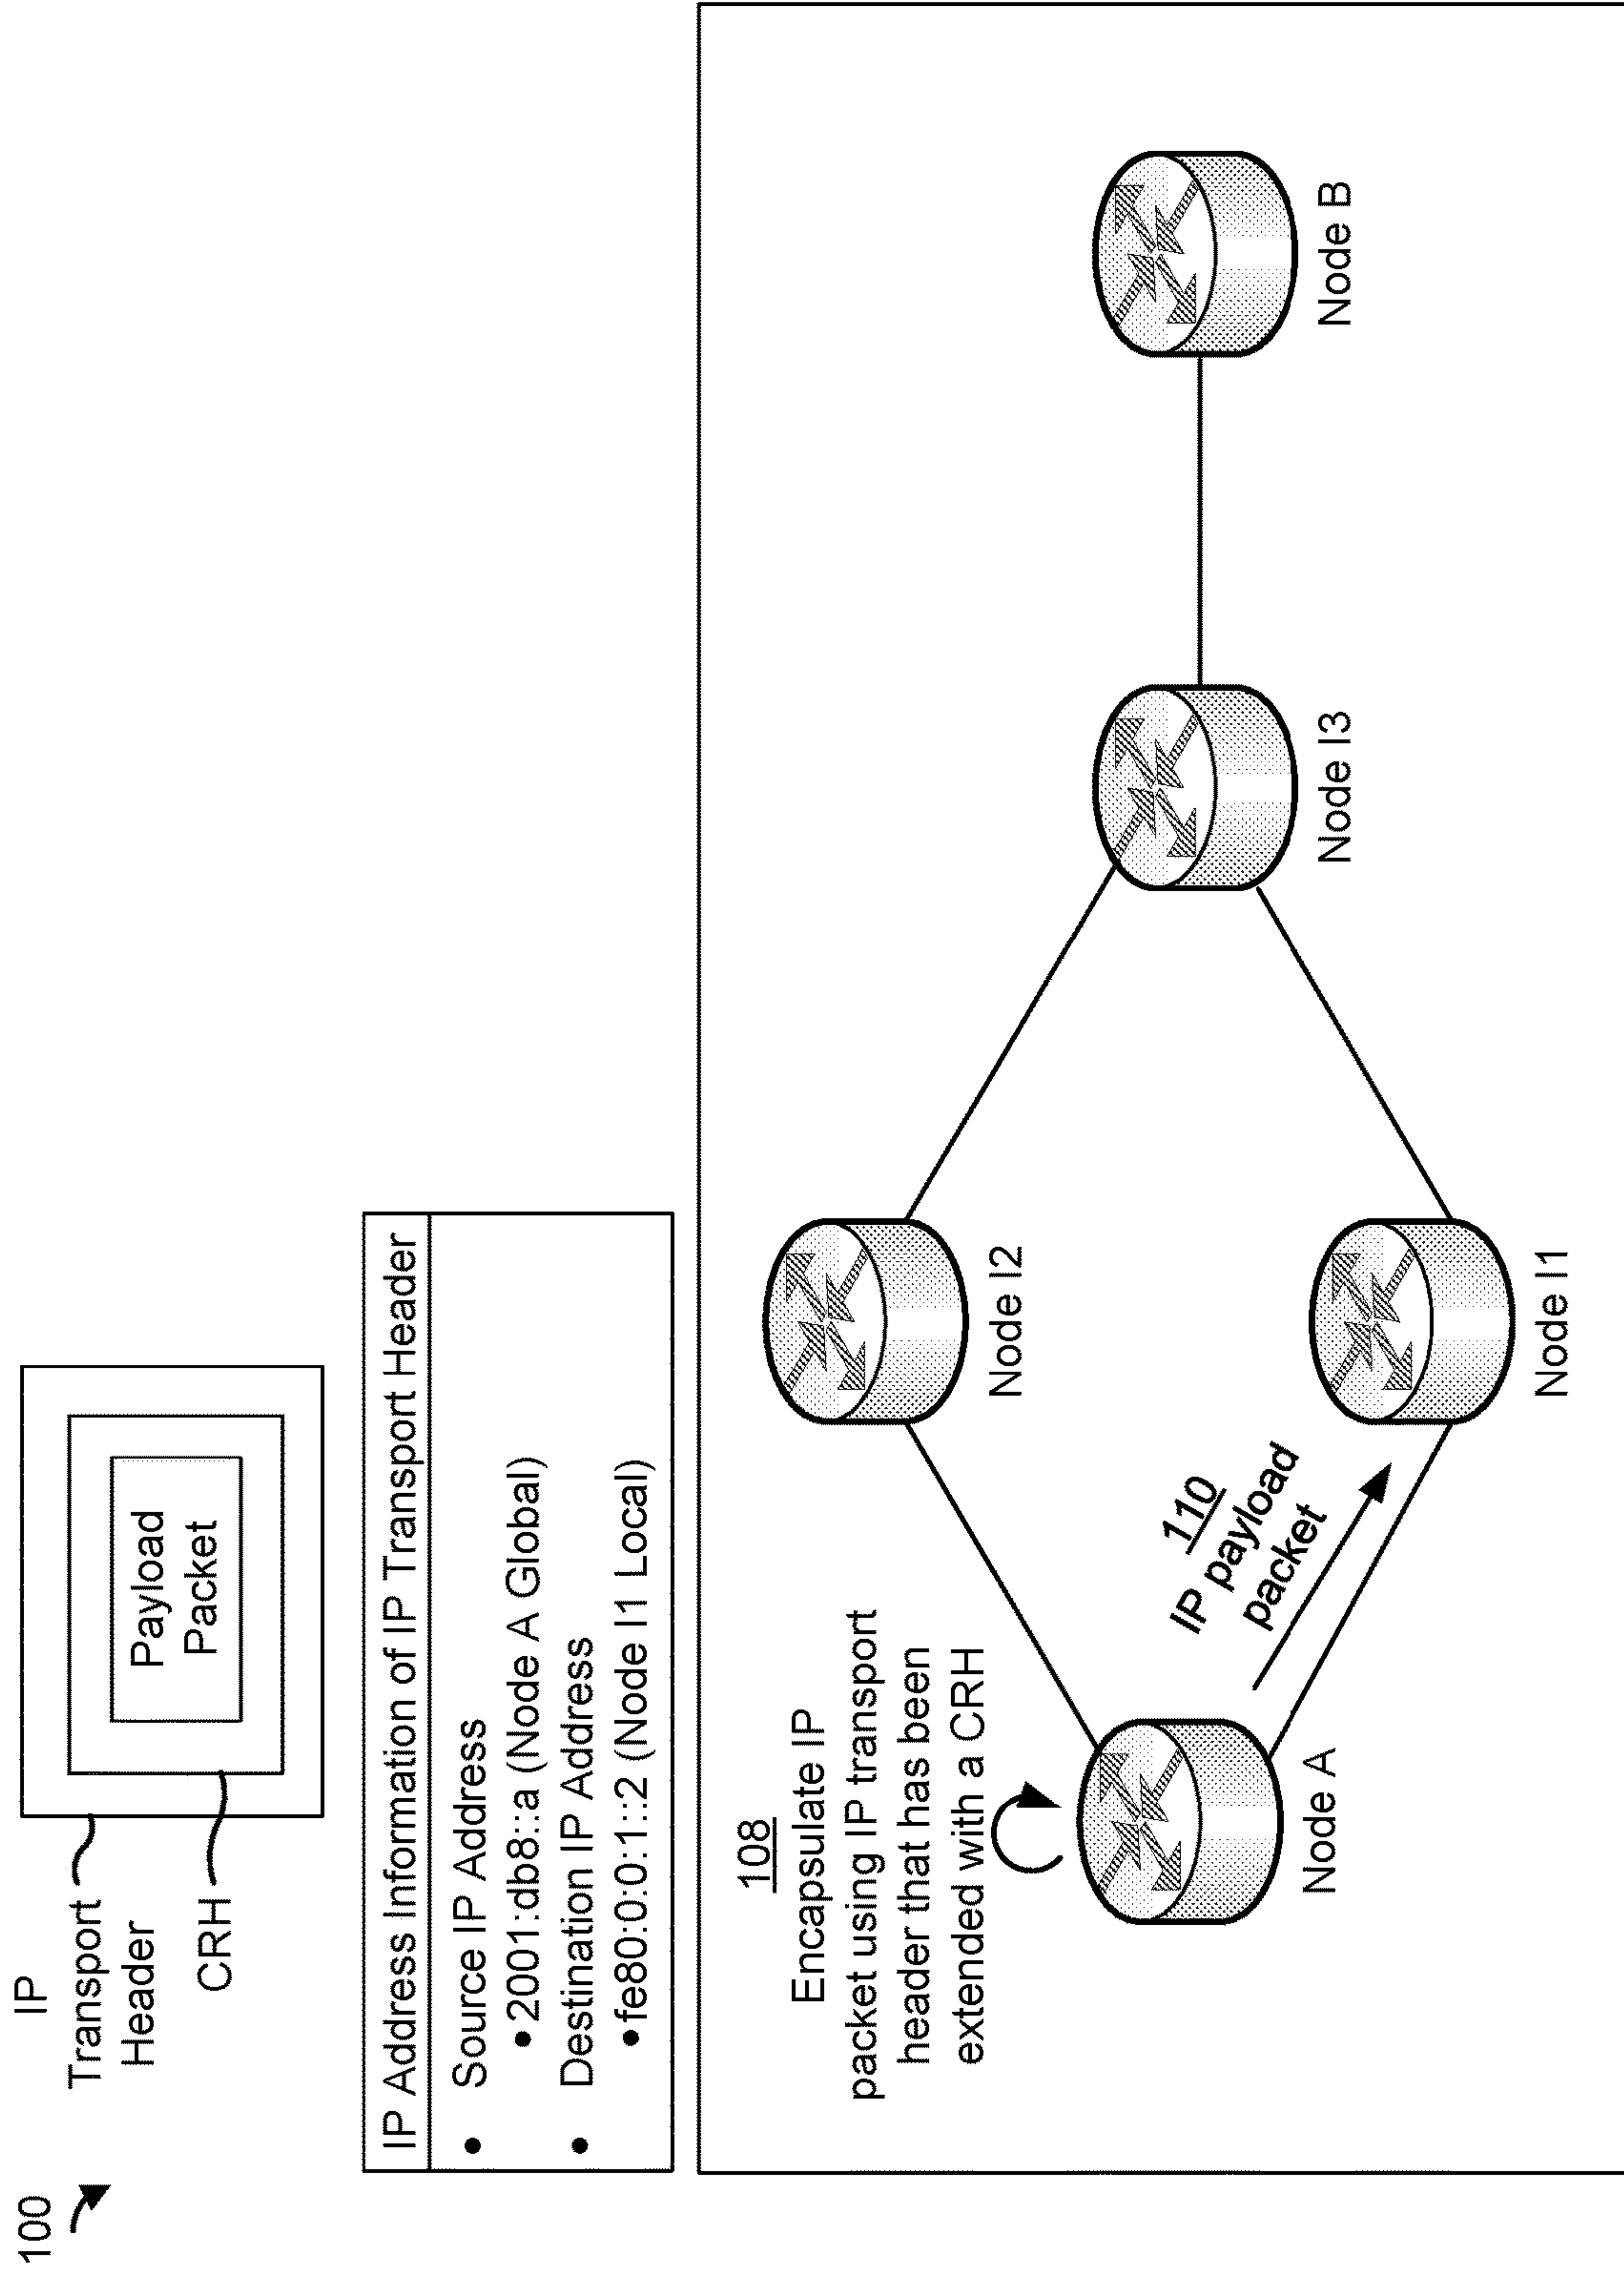 100
IP
Transport
Header
CRH
Payload
Packet
IP Address Information of IP Transport Header
• Source IP Address
• 2001:db8::a (Node A Global)
• Destination IP Address
• fe80:0:0:1::2 (Node I1 Local)
108
Encapsulate IP
packet using IP transport
header that has been
extended with a CRH
110
IP payload
packet
Node A
Node I2
Node I1
Node I3
Node B